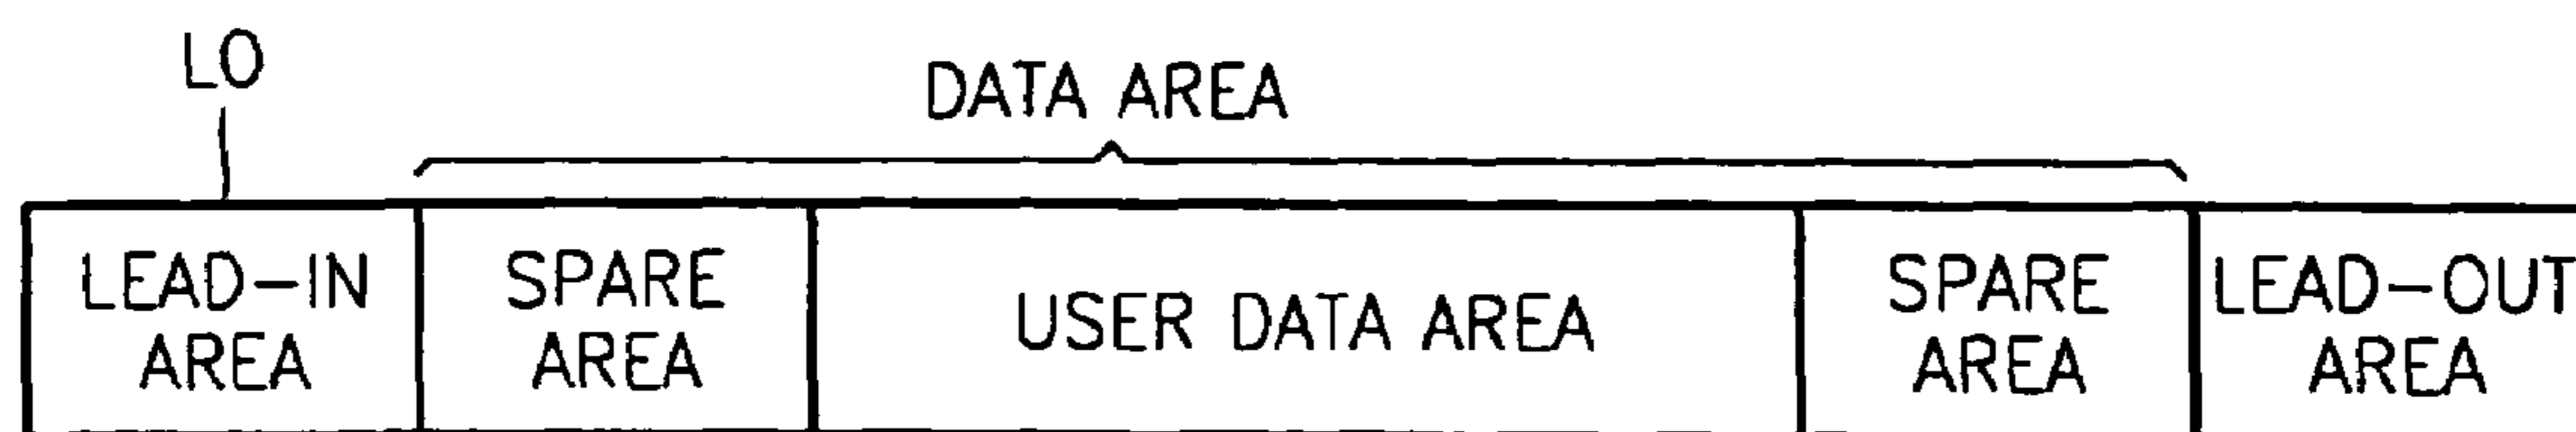 LO
DATA AREA
LEAD-IN
AREA
SPARE
AREA
USER DATA AREA
SPARE
AREA
LEAD-OUT
AREA